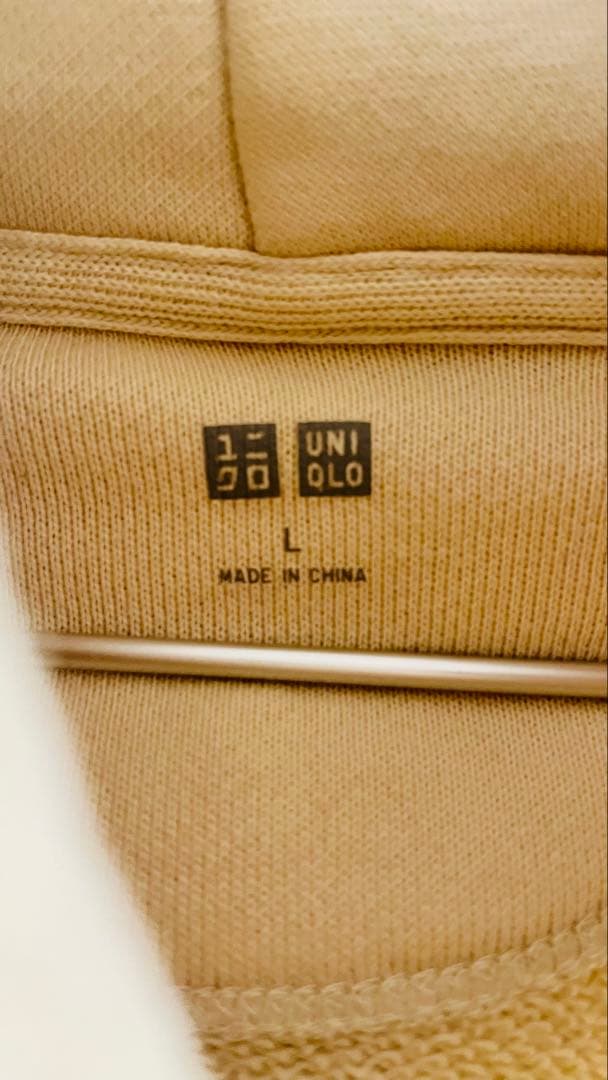 ユニ UNI
クロ QLO
L
MADE IN CHINA